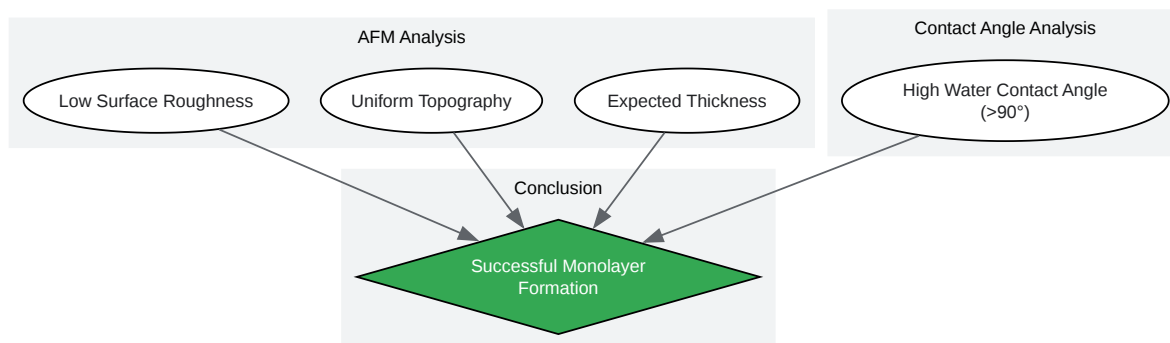 AFM Analysis
Contact Angle Analysis
Low Surface Roughness
Uniform Topography
Expected Thickness
High Water Contact Angle
(>90°)
Conclusion
Successful Monolayer
Formation